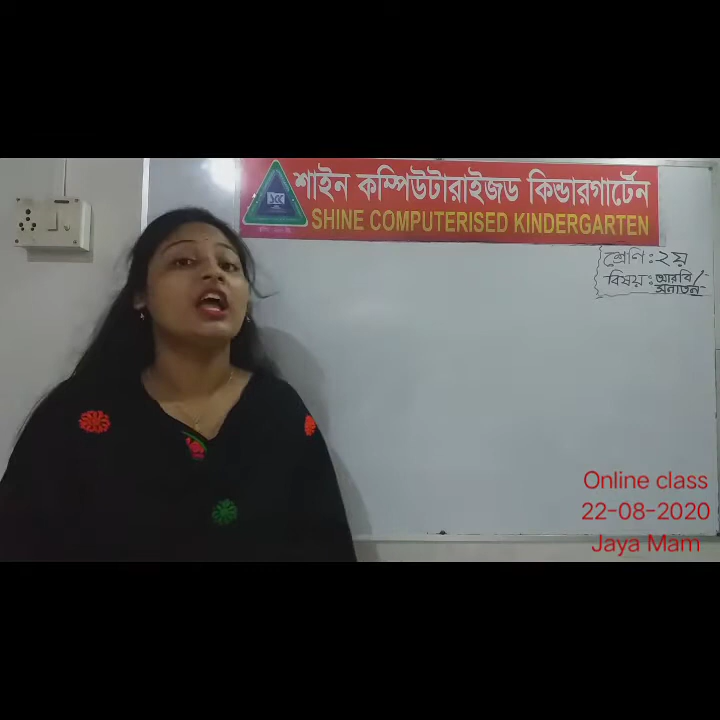 শাইন কম্পিউটারাইজড কিন্ডারগার্টেন
SHINE COMPUTERISED KINDERGARTEN
শ্রেণি : ২য়
বিষয় : আরবি/
সনাতন
Online class
22-08-2020
Jaya Mam